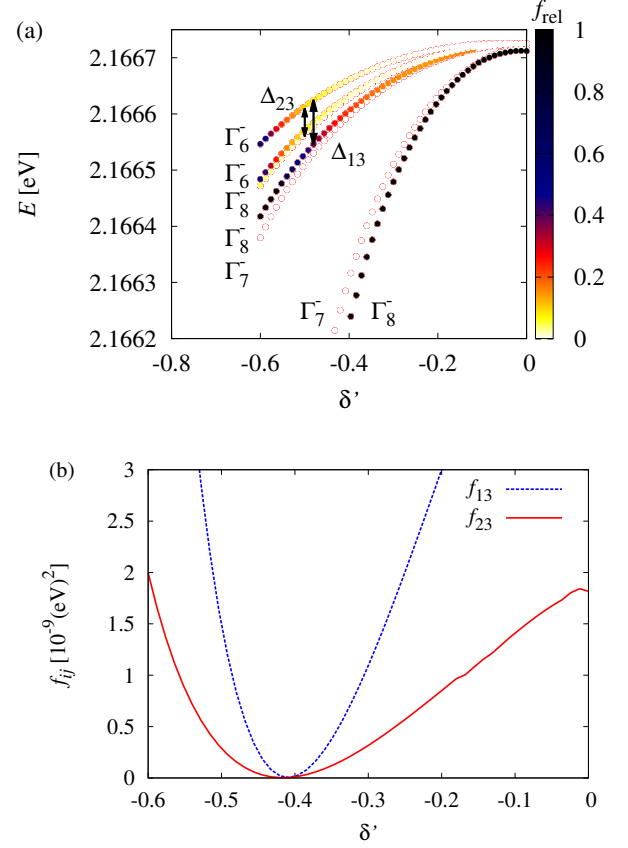 (a)
f_rel
2.1667
2.1666
2.1665
2.1664
2.1663
2.1662
E [eV]
Δ23
Δ13
Γ6⁻
Γ6⁻
Γ8⁻
Γ8⁻
Γ7⁻
Γ7⁻ Γ8⁻
-0.8 -0.6 -0.4 -0.2 0
δ’
1
0.8
0.6
0.4
0.2
0
(b)
f13
f23
3
2.5
2
1.5
1
0.5
0
f_ij [10⁻⁹(eV)²]
-0.6 -0.5 -0.4 -0.3 -0.2 -0.1 0
δ’